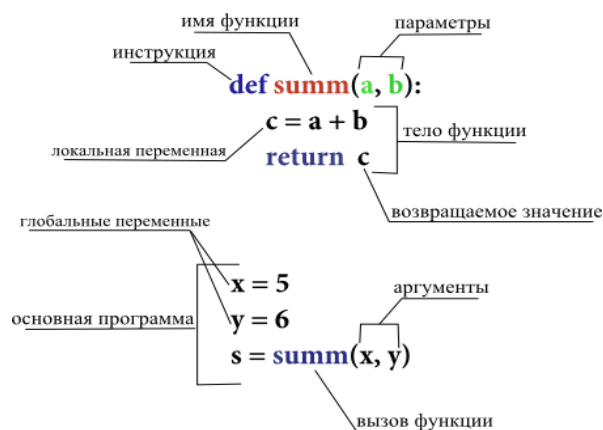 имя функции
параметры
инструкция
def summ(a, b):
c = a + b
тело функции
локальная переменная
return c
возвращаемое значение
глобальные переменные
x = 5
аргументы
основная программа
y = 6
s = summ(x, y)
вызов функции